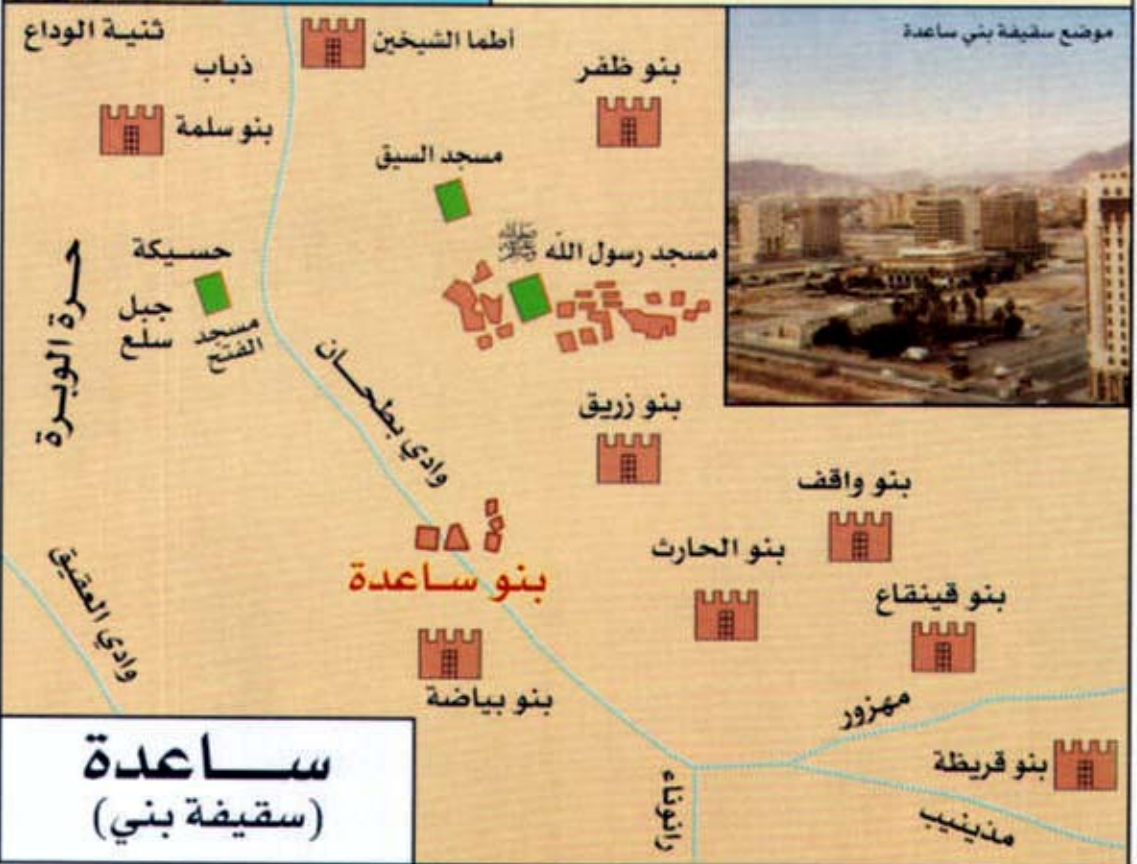 موضع سقيفة بني ساعدة
ثنية الوداع
أطما الشيخين
ذباب
بنو ظفر
بنو سلمة
مسجد السبق
مسجد رسول الله ﷺ
حسيكة
جبل
سلع
مسجد
الفتح
حرة الوبرة
وادي بطحان
بنو زريق
بنو واقف
بنو الحارث
بنو ساعدة
بنو قينقاع
وادي العقيق
بنو بياضة
مهزور
بنو قريظة
رانوناء
مذينيب
ساعدة
(سقيفة بني)